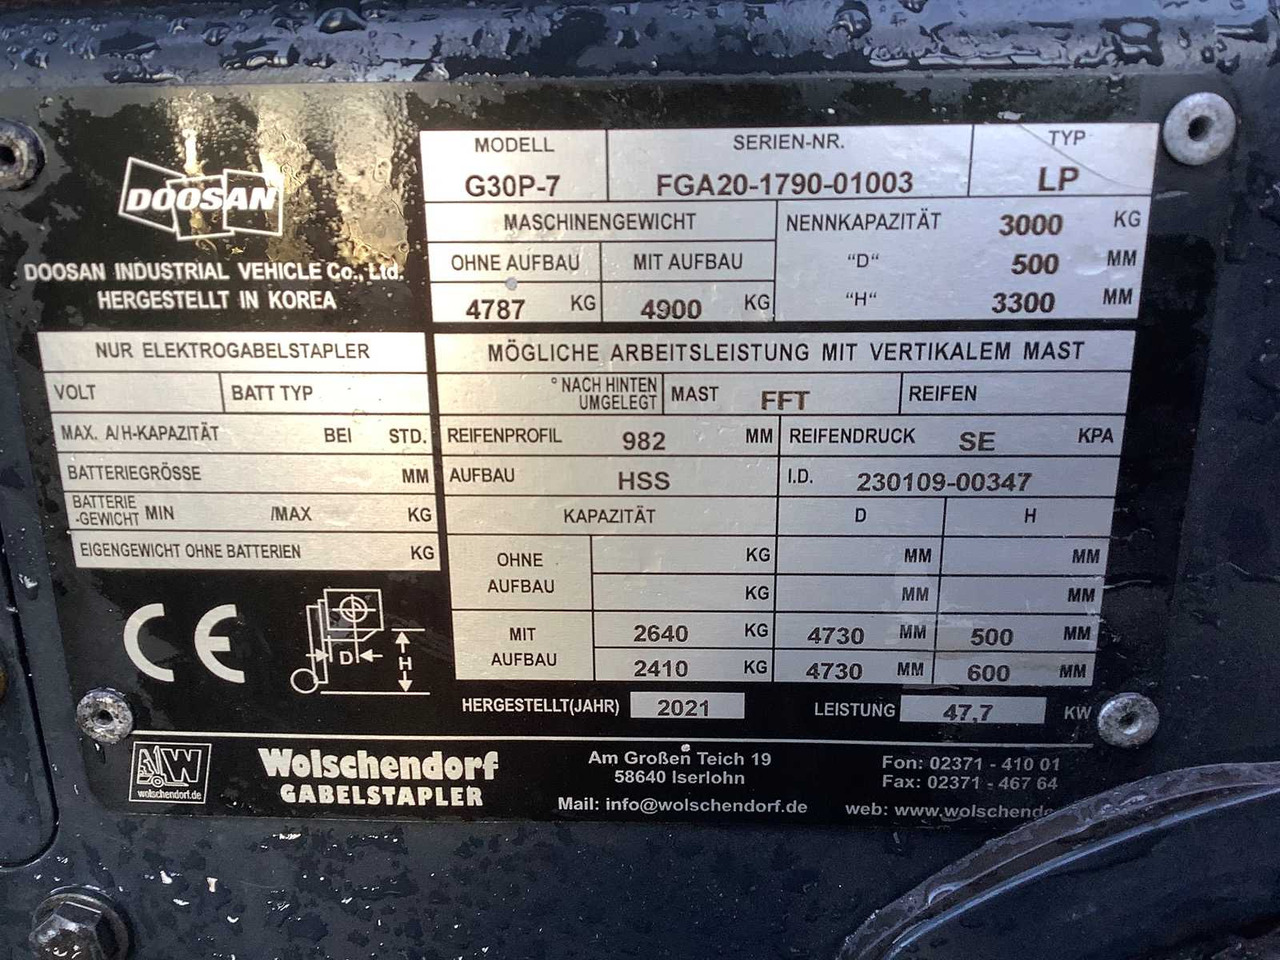 DOOSAN
DOOSAN INDUSTRIAL VEHICLE Co., Ltd.
HERGESTELLT IN KOREA
MODELL SERIEN-NR. TYP
G30P-7 FGA20-1790-01003 LP
MASCHINENGEWICHT
OHNE AUFBAU MIT AUFBAU
4787 KG 4900 KG
NENNKAPAZITÄT 3000 KG
"D" 500 MM
"H" 3300 MM
NUR ELEKTROGABELSTAPLER
VOLT BATT TYP
MAX. A/H-KAPAZITÄT BEI STD.
BATTERIEGRÖSSE MM
BATTERIE
-GEWICHT MIN /MAX KG
EIGENGEWICHT OHNE BATTERIEN KG
MÖGLICHE ARBEITSLEISTUNG MIT VERTIKALEM MAST
° NACH HINTEN
UMGELEGT MAST FFT REIFEN
REIFENPROFIL 982 MM REIFENDRUCK SE KPA
AUFBAU HSS I.D. 230109-00347
KAPAZITÄT D H
OHNE
AUFBAU
KG MM MM
KG MM MM
MIT
AUFBAU
2640 KG 4730 MM 500 MM
2410 KG 4730 MM 600 MM
D H
CE
HERGESTELLT(JAHR) 2021 LEISTUNG 47,7 KW
AW
wolschendorf.de
Wolschendorf
GABELSTAPLER
Am Großen Teich 19
58640 Iserlohn
Mail: info@wolschendorf.de
Fon: 02371 - 410 01
Fax: 02371 - 467 64
web: www.wolschend